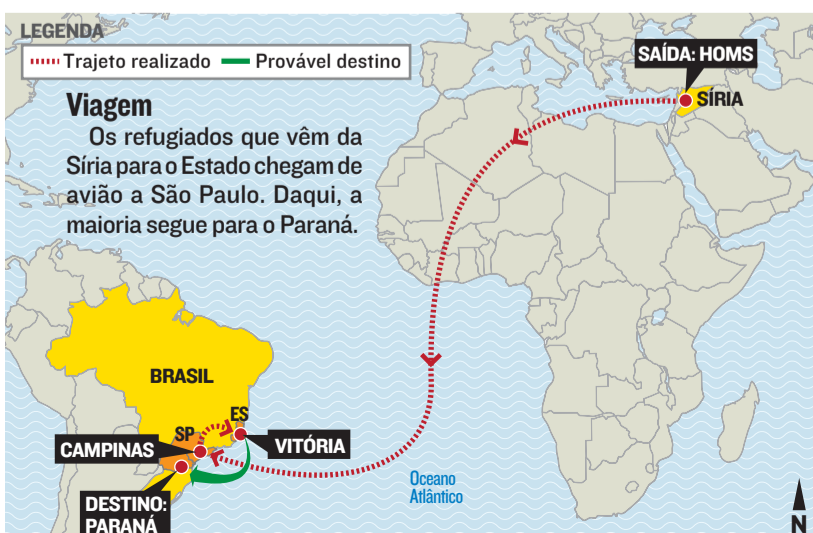 LEGENDA
Trajeto realizado
Provável destino
Viagem
Os refugiados que vêm da
Síria para o Estado chegam de
avião a São Paulo. Daqui, a
maioria segue para o Paraná.
SAÍDA: HOMS
SÍRIA
BRASIL
ES
SP
CAMPINAS
VITÓRIA
DESTINO:
PARANÁ
Oceano
Atlântico
N